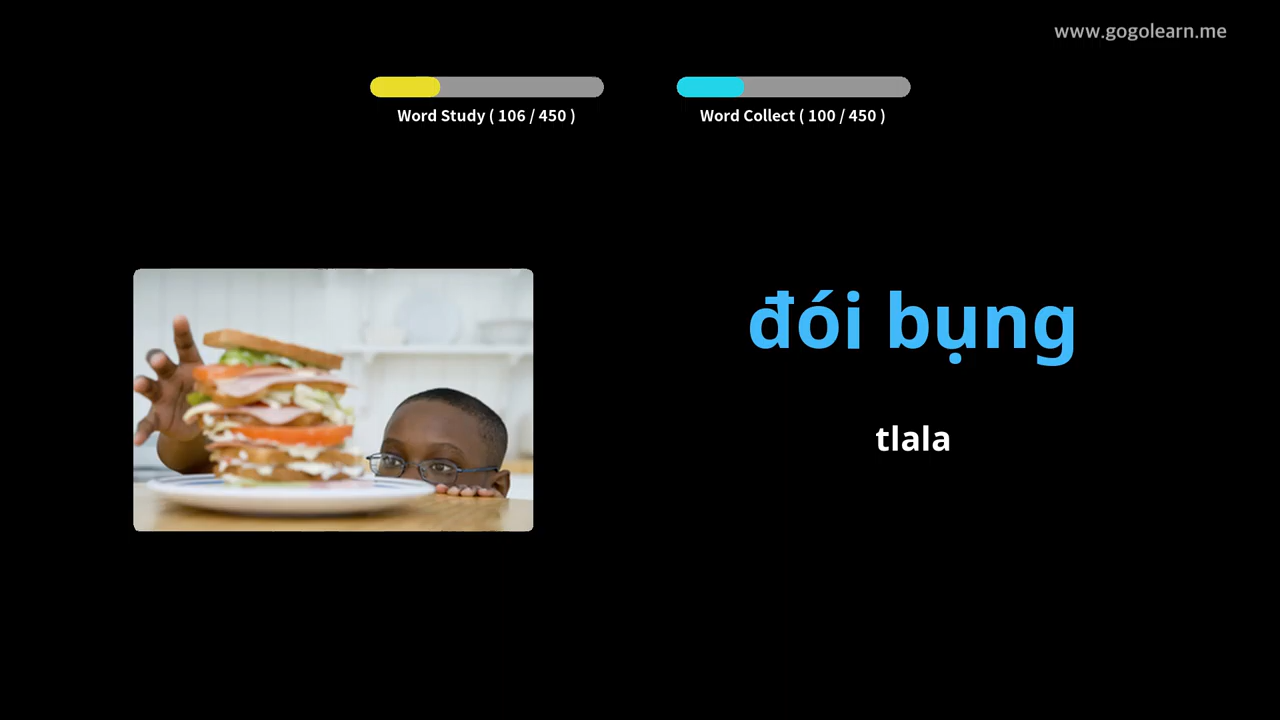 www.gogolearn.me
Word Study ( 106 / 450 )
Word Collect ( 100 / 450 )
đói bụng
tlala